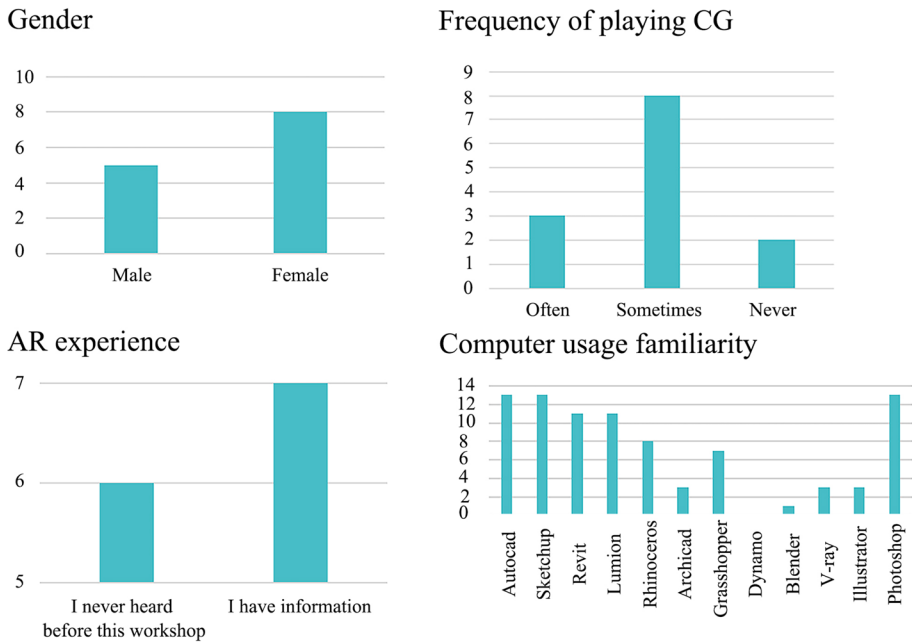 Gender
10
8
6
4
2
0
Male Female
Frequency of playing CG
9
8
7
6
5
4
3
2
1
0
Often Sometimes Never
AR experience
7
6
5
I never heard
before this workshop
I have information
Computer usage familiarity
14
12
10
8
6
4
2
0
Autocad
Sketchup
Revit
Lumion
Rhinoceros
Archicad
Grasshopper
Dynamo
Blender
V-ray
Illustrator
Photoshop